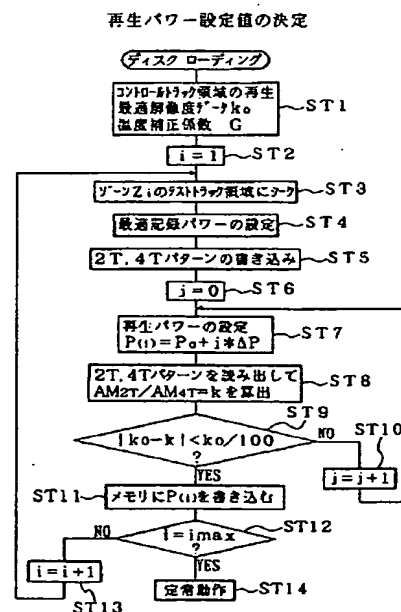 再生パワー設定値の決定
ディスク ローディング
コントロールトラック領域の再生
最適解像度データko
温度補正係数 G
ST1
i=1
ST2
ゾーンZiのテストトラック領域にシーク
ST3
最適記録パワーの設定
ST4
2T,4Tパターンの書き込み
ST5
j=0
ST6
再生パワーの設定
P(i)=Po+j*ΔP
ST7
2T,4Tパターンを読み出して
AM2T/AM4T=kを算出
ST8
ST9
|ko-k|<ko/100
?
NO
ST10
YES
j=j+1
ST11
メモリにP(i)を書き込む
ST12
NO
i=imax
?
i=i+1
YES
ST13
定常動作
ST14